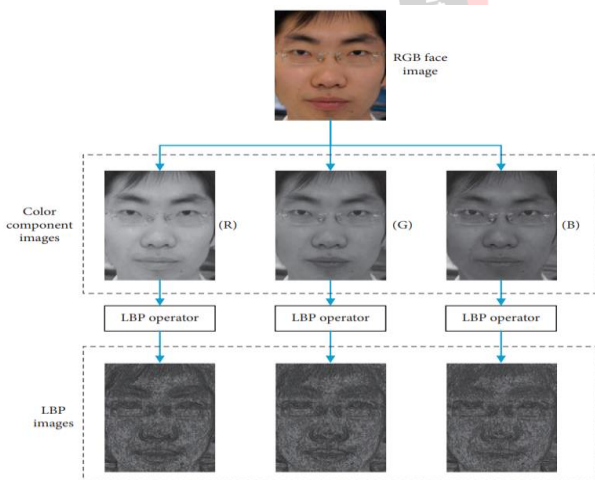 RGB face
image
Color
component
images
(R)
(G)
(B)
LBP operator
LBP operator
LBP operator
LBP
images